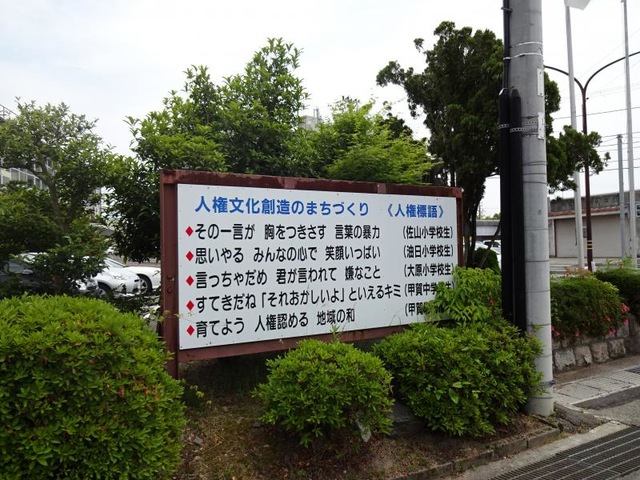 人権文化創造のまちづくり 《人権標語》
◆その一言が 胸をつきさす 言葉の暴力 (佐山小学校生)
◆思いやる みんなの心で 笑顔いっぱい (油日小学校生)
◆言っちゃだめ 君が言われて 嫌なこと (大原小学校生)
◆すてきだね「それおかしいよ」といえるキミ (甲賀中学
◆育てよう 人権認める 地域の和 (甲賀